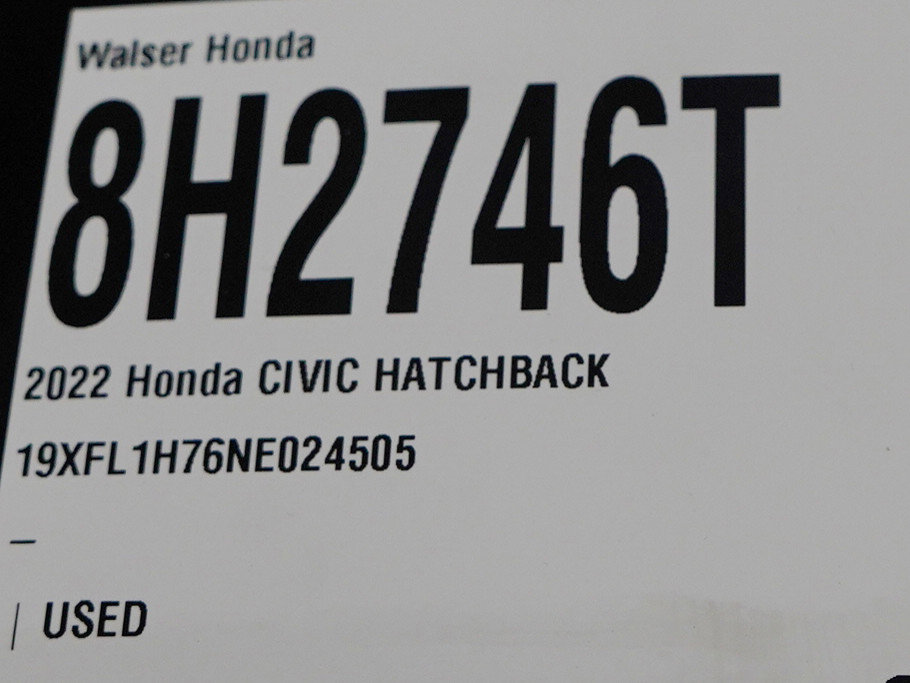 Walser Honda
8H2746T
2022 Honda CIVIC HATCHBACK
19XFL1H76NE024505
–
| USED